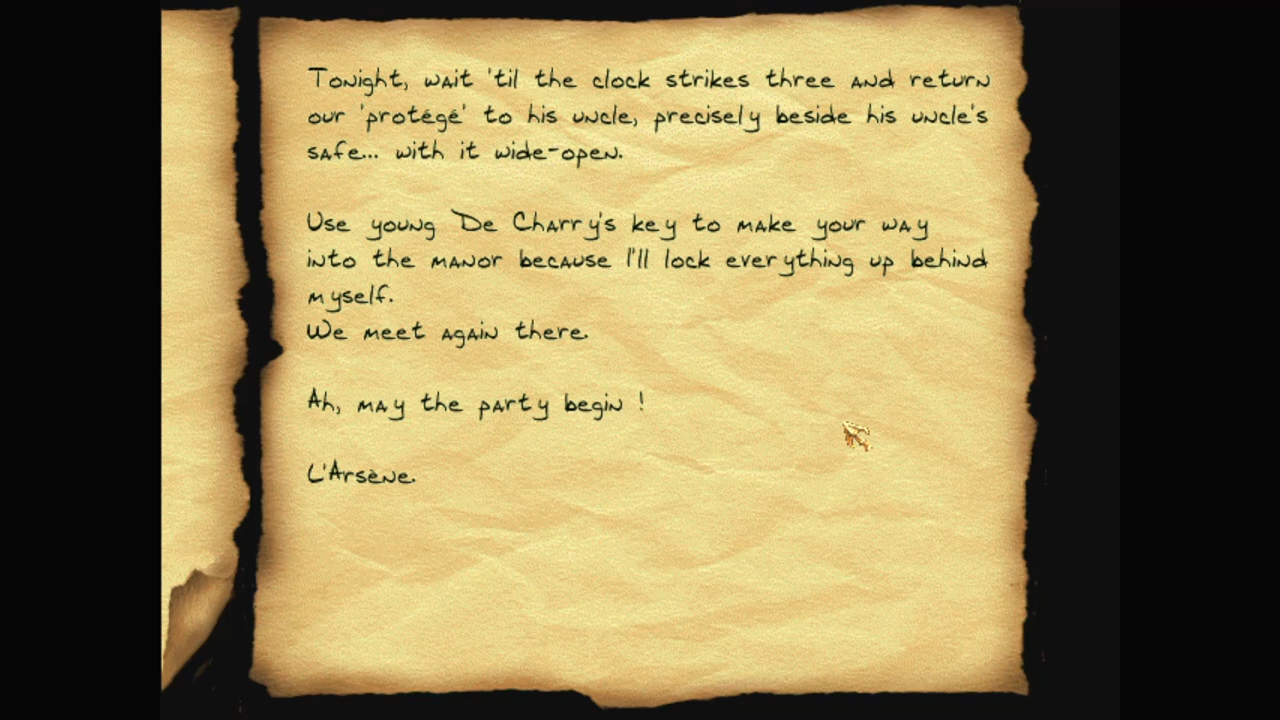 Tonight, wait 'til the clock strikes three and return
our 'protégé' to his uncle, precisely beside his uncle's
safe... with it wide-open.
Use young De Charry's key to make your way
into the manor because I'll lock everything up behind
myself.
We meet again there.
Ah, may the party begin !
L'Arsène.